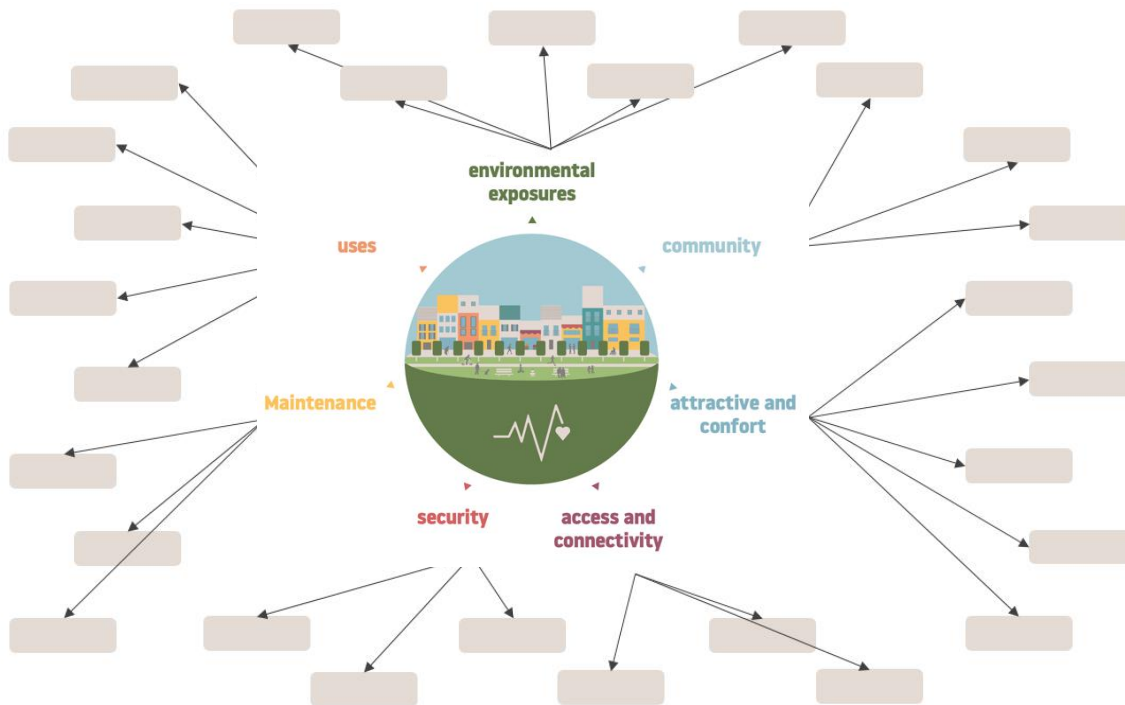 environmental
exposures
uses
community
Maintenance
attractive and
confort
security
access and
connectivity